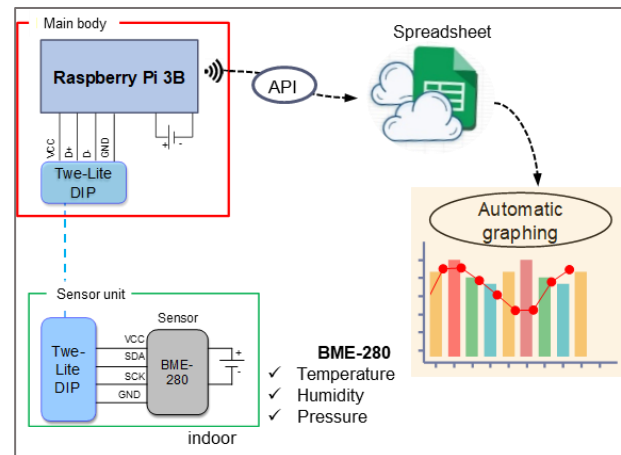 Main body
Raspberry Pi 3B
VCC
D+
D-
GND
+ -
Twe-Lite
DIP
API
Spreadsheet
Automatic
graphing
Sensor unit
Sensor
Twe-
Lite
DIP
VCC
SDA
SCK
GND
BME-
280
+
-
indoor
BME-280
✓ Temperature
✓ Humidity
✓ Pressure